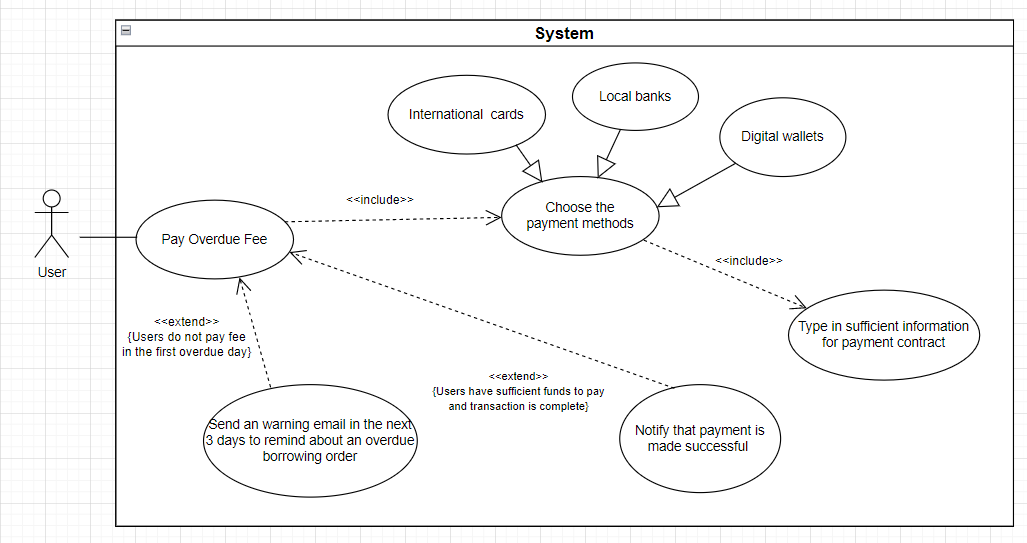 System
International cards
Local banks
Digital wallets
<<include>>
Choose the
payment methods
Pay Overdue Fee
User
<<include>>
Type in sufficient information
for payment contract
<<extend>>
{Users do not pay fee
in the first overdue day}
<<extend>>
{Users have sufficient funds to pay
and transaction is complete}
Send an warning email in the next
3 days to remind about an overdue
borrowing order
Notify that payment is
made successful